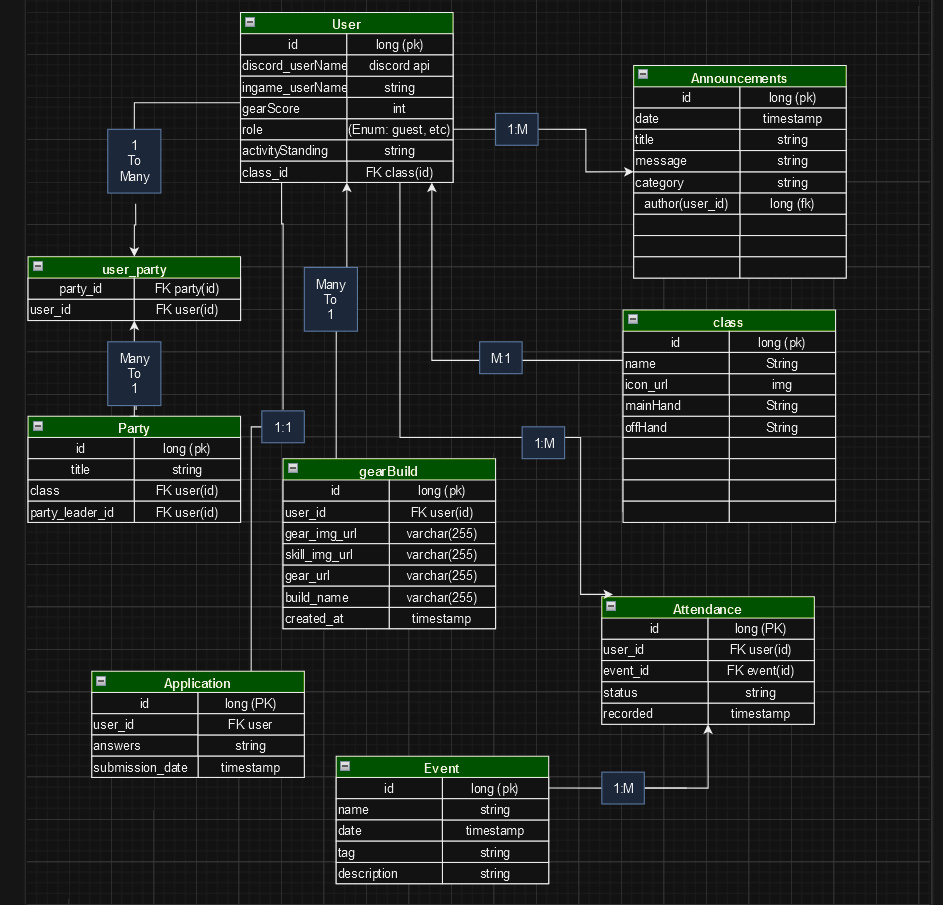 User
id long (pk)
discord_userName discord api
ingame_userName string
gearScore int
role (Enum: guest, etc)
activityStanding string
class_id FK class(id)
1:M
Announcements
id long (pk)
date timestamp
title string
message string
category string
author(user_id) long (fk)
1
To
Many
user_party
party_id FK party(id)
user_id FK user(id)
Many
To
1
Many
To
1
M:1
class
id long (pk)
name String
icon_url img
mainHand String
offHand String
Party
id long (pk)
title string
class FK user(id)
party_leader_id FK user(id)
1:1
1:M
gearBuild
id long (pk)
user_id FK user(id)
gear_img_url varchar(255)
skill_img_url varchar(255)
gear_url varchar(255)
build_name varchar(255)
created_at timestamp
Attendance
id long (PK)
user_id FK user(id)
event_id FK event(id)
status string
recorded timestamp
Application
id long (PK)
user_id FK user
answers string
submission_date timestamp
Event
id long (pk)
name string
date timestamp
tag string
description string
1:M